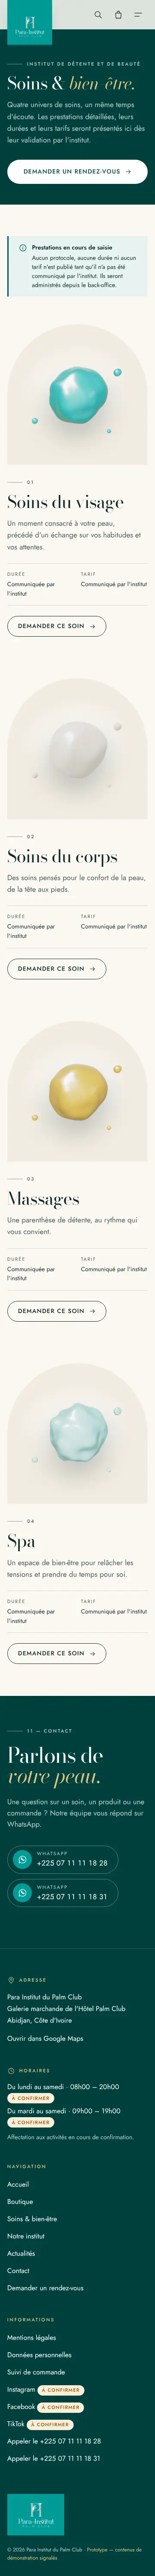 Para·Institut
INSTITUT DE DÉTENTE ET DE BEAUTÉ
Soins & bien-être.
Quatre univers de soins, un même temps
d'écoute. Les prestations détaillées, leurs
durées et leurs tarifs seront présentés ici dès
leur validation par l'institut.
DEMANDER UN RENDEZ-VOUS →
Prestations en cours de saisie
Aucun protocole, aucune durée ni aucun
tarif n'est publié tant qu'il n'a pas été
communiqué par l'institut. Ils seront
administrés depuis le back-office.
01
Soins du visage
Un moment consacré à votre peau,
précédé d'un échange sur vos habitudes et
vos attentes.
DURÉE
TARIF
Communiquée par
l'institut
Communiqué par l'institut
DEMANDER CE SOIN →
02
Soins du corps
Des soins pensés pour le confort de la peau,
de la tête aux pieds.
DURÉE
TARIF
Communiquée par
l'institut
Communiqué par l'institut
DEMANDER CE SOIN →
03
Massages
Une parenthèse de détente, au rythme qui
vous convient.
DURÉE
TARIF
Communiquée par
l'institut
Communiqué par l'institut
DEMANDER CE SOIN →
04
Spa
Un espace de bien-être pour relâcher les
tensions et prendre du temps pour soi.
DURÉE
TARIF
Communiquée par
l'institut
Communiqué par l'institut
DEMANDER CE SOIN →
11 — CONTACT
Parlons de
votre peau.
Une question sur un soin, un produit ou une
commande ? Notre équipe vous répond sur
WhatsApp.
WHATSAPP
+225 07 11 11 18 28
WHATSAPP
+225 07 11 11 18 31
ADRESSE
Para Institut du Palm Club
Galerie marchande de l'Hôtel Palm Club
Abidjan, Côte d'Ivoire
Ouvrir dans Google Maps
HORAIRES
Du lundi au samedi · 08h00 – 20h00
À CONFIRMER
Du mardi au samedi · 09h00 – 19h00
À CONFIRMER
Affectation aux activités en cours de confirmation.
NAVIGATION
Accueil
Boutique
Soins & bien-être
Notre institut
Actualités
Contact
Demander un rendez-vous
INFORMATIONS
Mentions légales
Données personnelles
Suivi de commande
Instagram À CONFIRMER
Facebook À CONFIRMER
TikTok À CONFIRMER
Appeler le +225 07 11 11 18 28
Appeler le +225 07 11 11 18 31
Para·Institut
© 2026 Para Institut du Palm Club · Prototype — contenus de
démonstration signalés